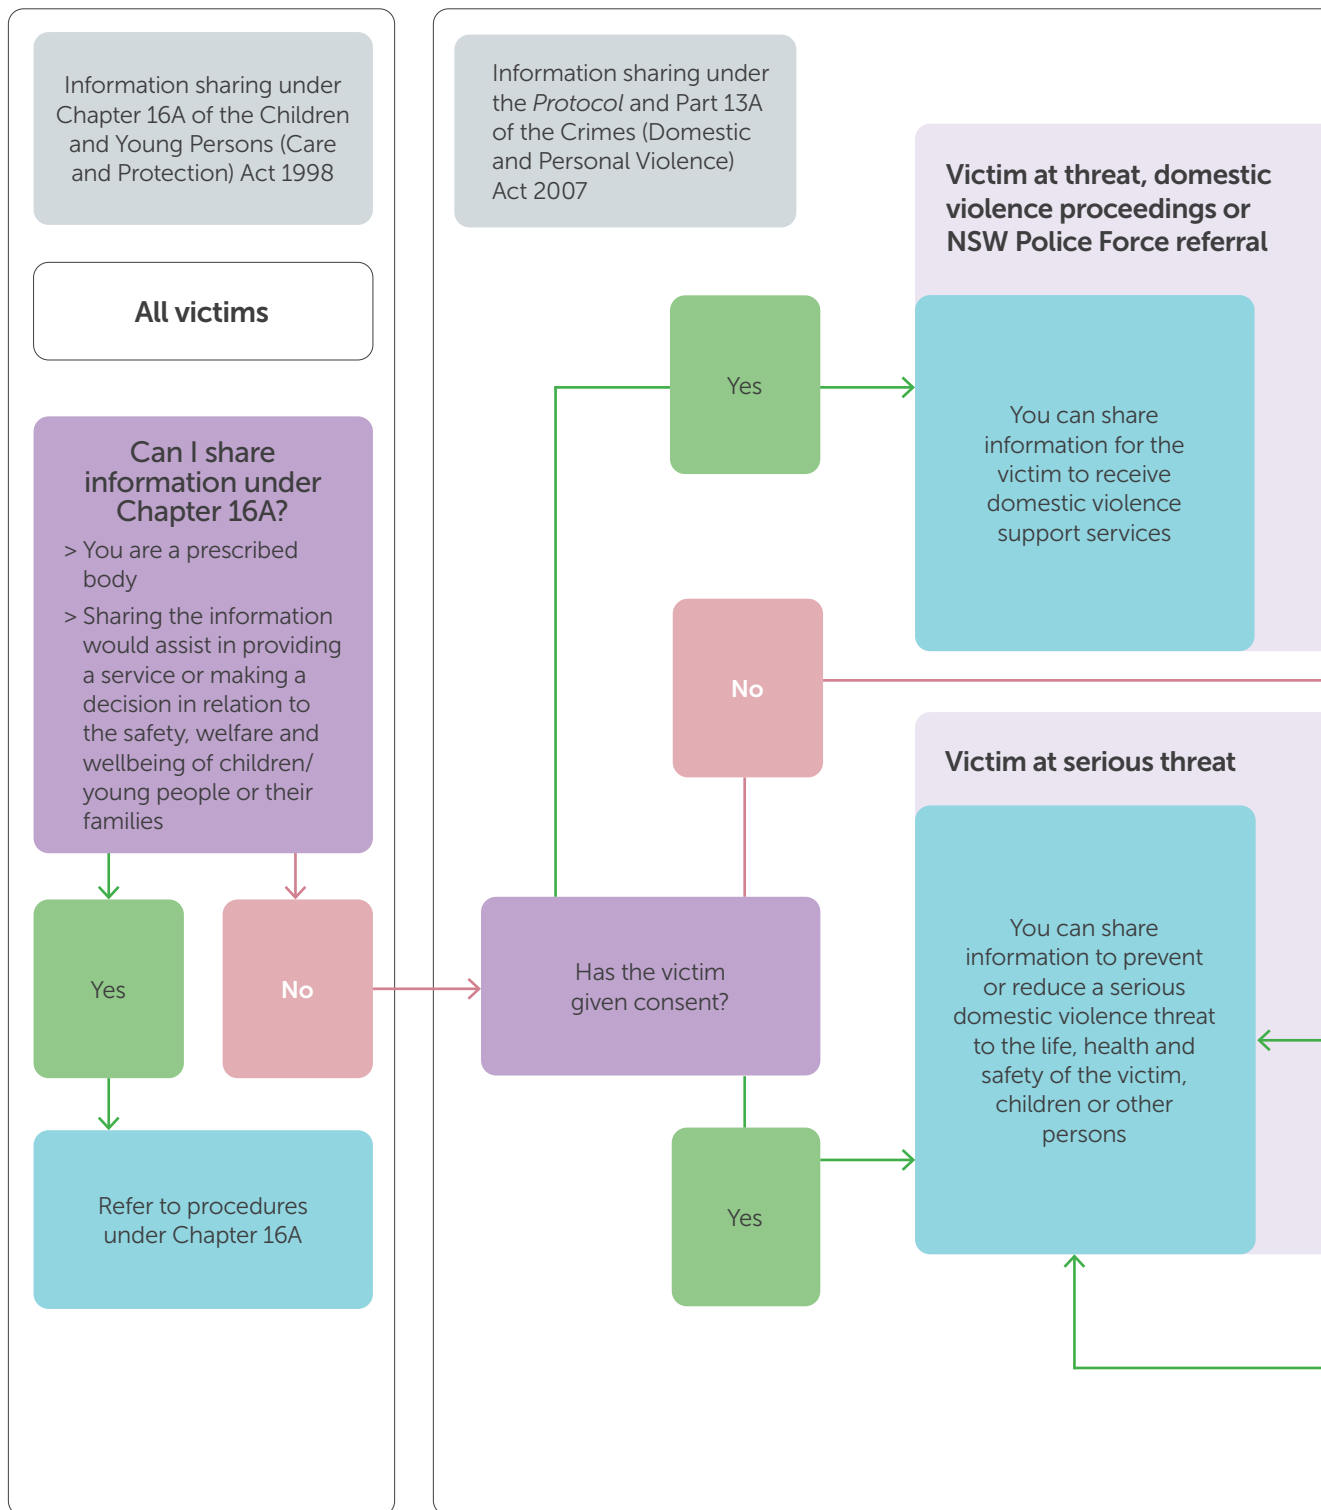 Information sharing under
Chapter 16A of the Children
and Young Persons (Care
and Protection) Act 1998
All victims
Can I share
information under
Chapter 16A?
> You are a prescribed
body
> Sharing the information
would assist in providing
a service or making a
decision in relation to
the safety, welfare and
wellbeing of children/
young people or their
families
Yes
No
Refer to procedures
under Chapter 16A
Information sharing under
the Protocol and Part 13A
of the Crimes (Domestic
and Personal Violence)
Act 2007
Has the victim
given consent?
Yes
No
Yes
Victim at threat, domestic
violence proceedings or
NSW Police Force referral
You can share
information for the
victim to receive
domestic violence
support services
Victim at serious threat
You can share
information to prevent
or reduce a serious
domestic violence threat
to the life, health and
safety of the victim,
children or other
persons